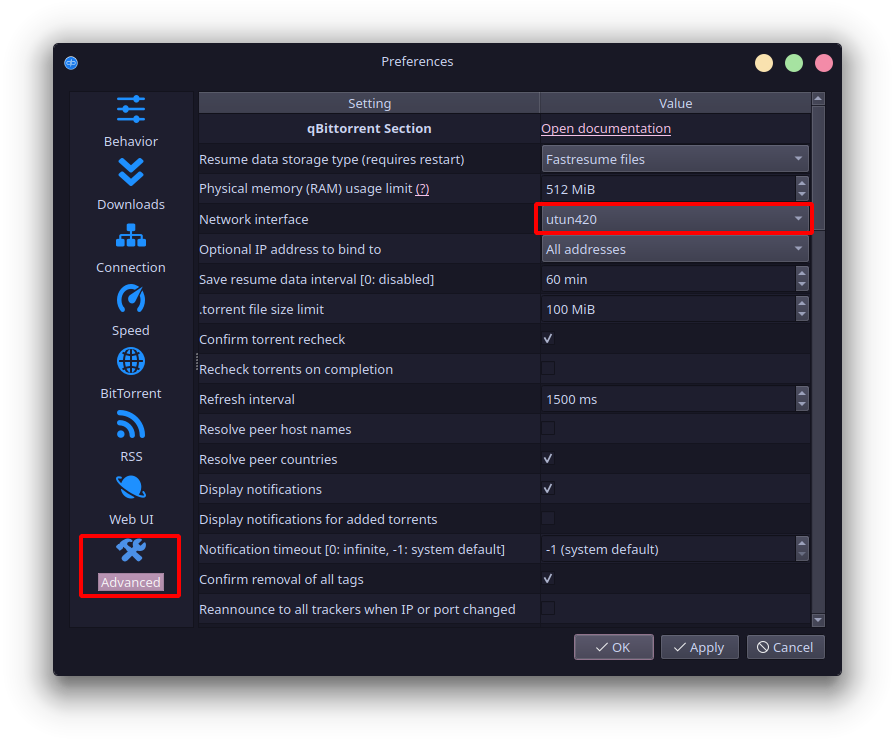 Preferences
Behavior
Downloads
Connection
Speed
BitTorrent
RSS
Web UI
Advanced
Setting Value
qBittorrent Section Open documentation
Resume data storage type (requires restart) Fastresume files
Physical memory (RAM) usage limit (?) 512 MiB
Network interface utun420
Optional IP address to bind to All addresses
Save resume data interval [0: disabled] 60 min
.torrent file size limit 100 MiB
Confirm torrent recheck
Recheck torrents on completion
Refresh interval 1500 ms
Resolve peer host names
Resolve peer countries
Display notifications
Display notifications for added torrents
Notification timeout [0: infinite, -1: system default] -1 (system default)
Confirm removal of all tags
Reannounce to all trackers when IP or port changed
OK Apply Cancel